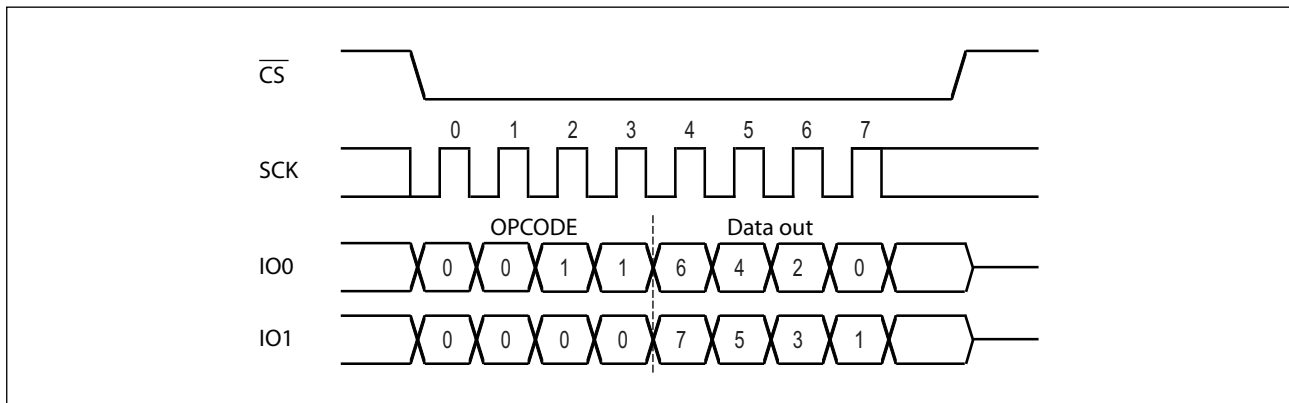 CS
0 1 2 3 4 5 6 7
SCK
OPCODE Data out
IO0 0 0 1 1 6 4 2 0
IO1 0 0 0 0 7 5 3 1